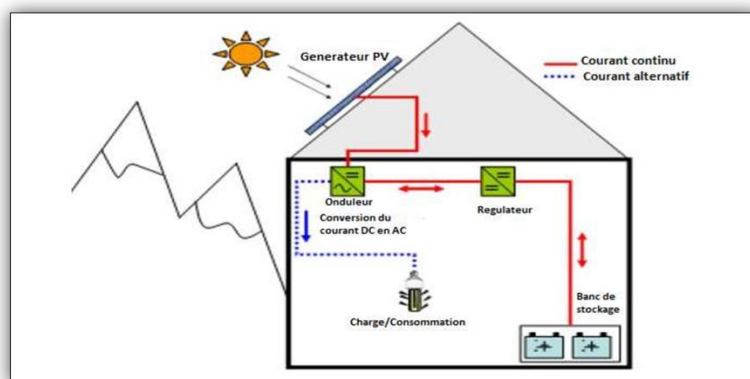 Generateur PV
Courant continu
Courant alternatif
Onduleur
Regulateur
Conversion du
courant DC en AC
Banc de
stockage
Charge/Consommation